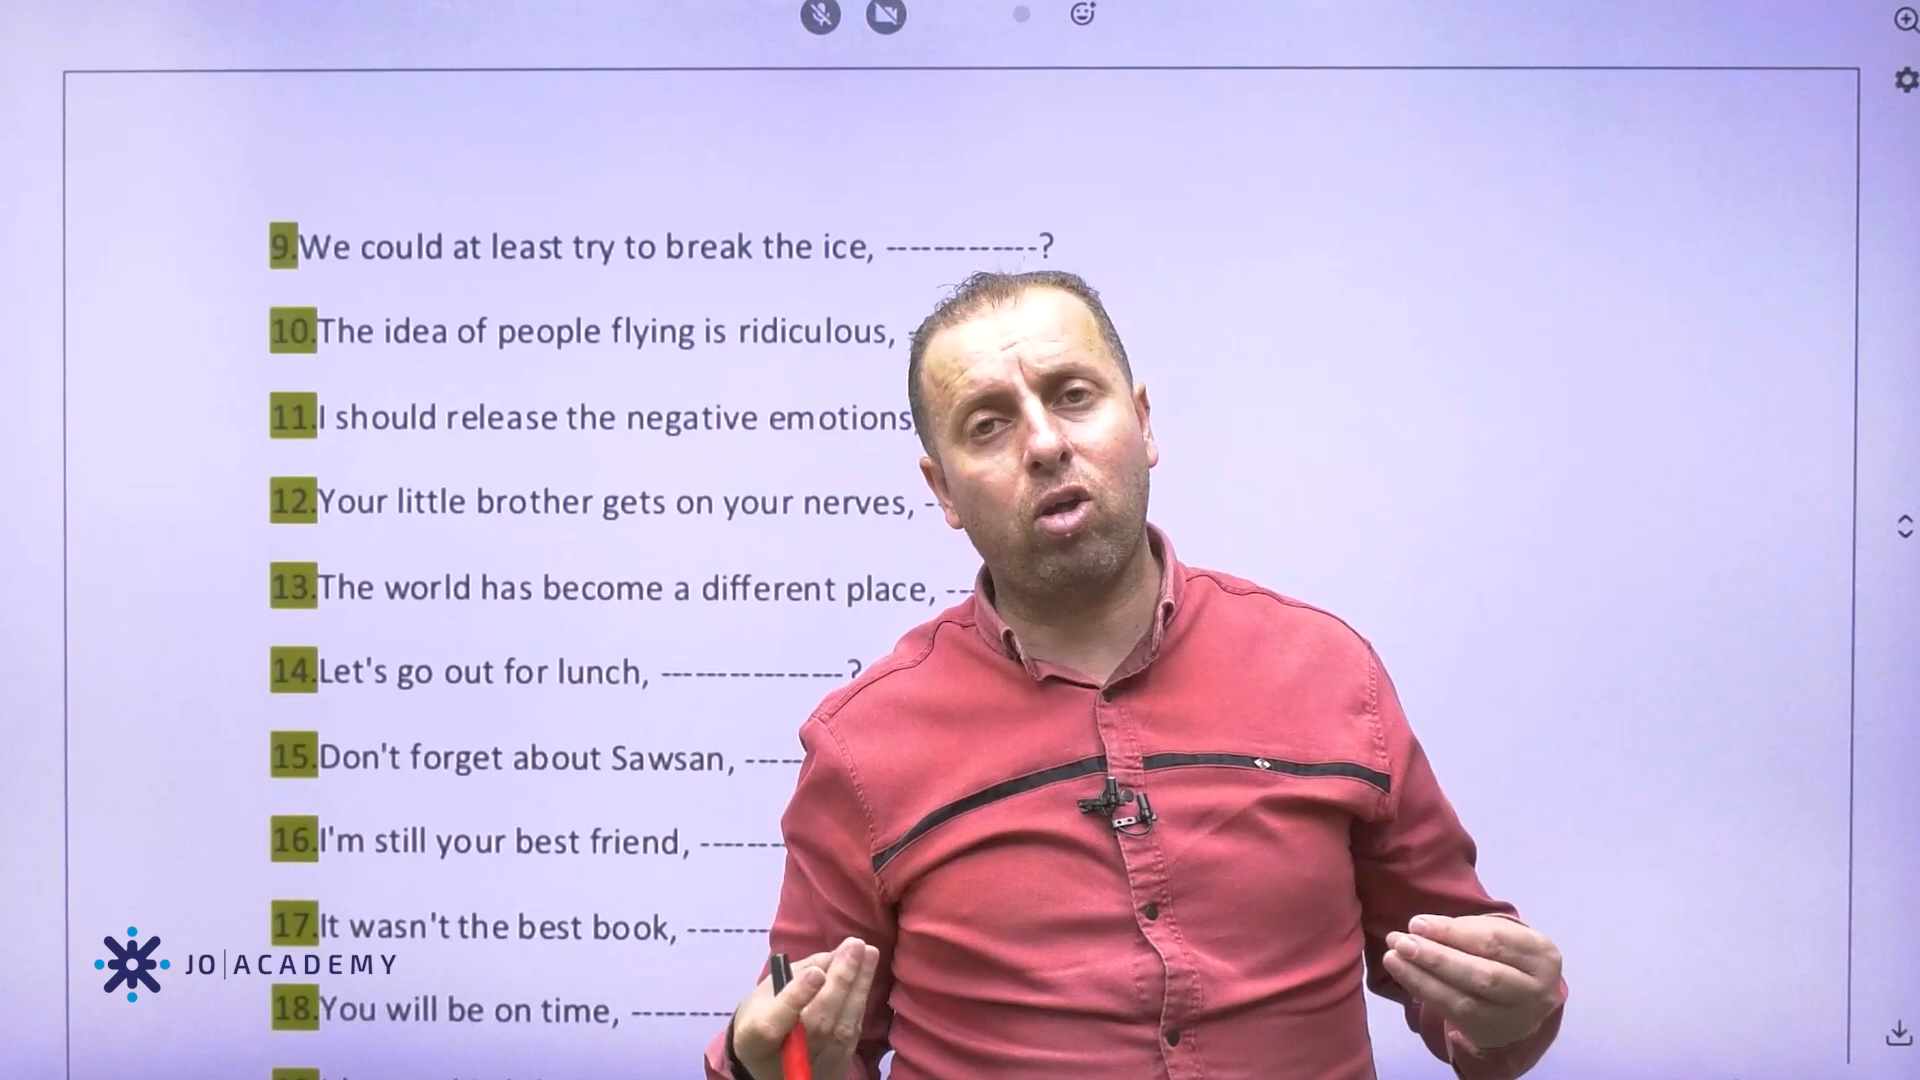 9.We could at least try to break the ice, -------------?
10.The idea of people flying is ridiculous, -
11.I should release the negative emotions,
12.Your little brother gets on your nerves, -
13.The world has become a different place, --
14.Let's go out for lunch, ---------------?
15.Don't forget about Sawsan, -----
16.I'm still your best friend, -------
17.It wasn't the best book, -------
JO|ACADEMY
18.You will be on time, ---------